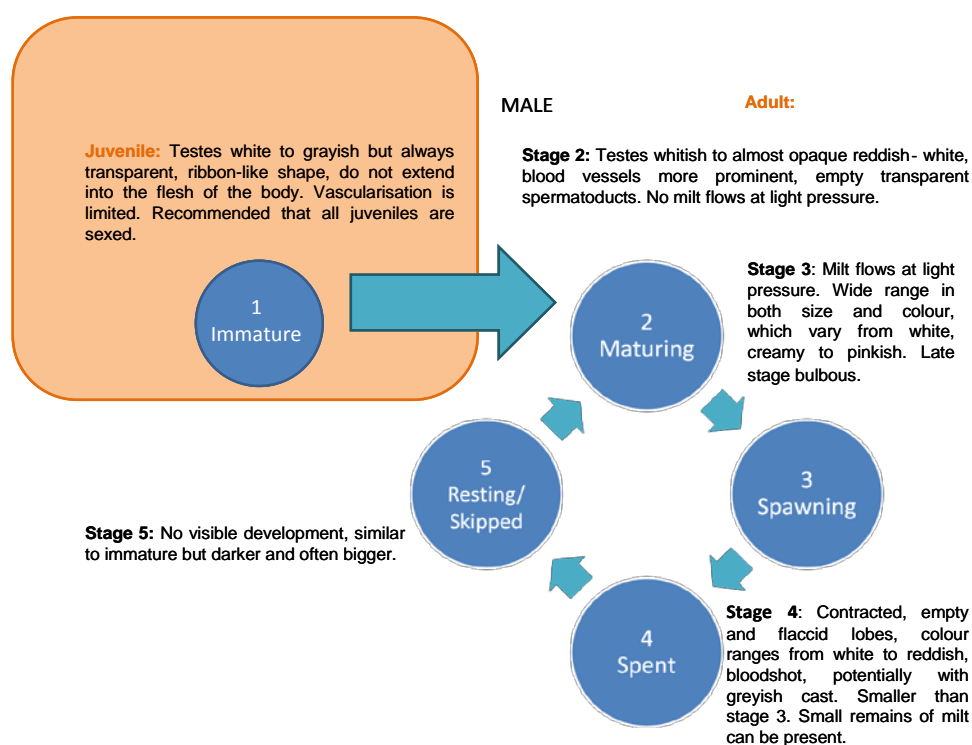 MALE
Adult:
Juvenile: Testes white to grayish but always
transparent, ribbon-like shape, do not extend
into the flesh of the body. Vascularisation is
limited. Recommended that all juveniles are
sexed.
Stage 2: Testes whitish to almost opaque reddish- white,
blood vessels more prominent, empty transparent
spermatoducts. No milt flows at light pressure.
1
Immature
2
Maturing
Stage 3: Milt flows at light
pressure. Wide range in
both size and colour,
which vary from white,
creamy to pinkish. Late
stage bulbous.
3
Spawning
5
Resting/
Skipped
Stage 5: No visible development, similar
to immature but darker and often bigger.
4
Spent
Stage 4: Contracted, empty
and flaccid lobes, colour
ranges from white to reddish,
bloodshot, potentially with
greyish cast. Smaller than
stage 3. Small remains of milt
can be present.